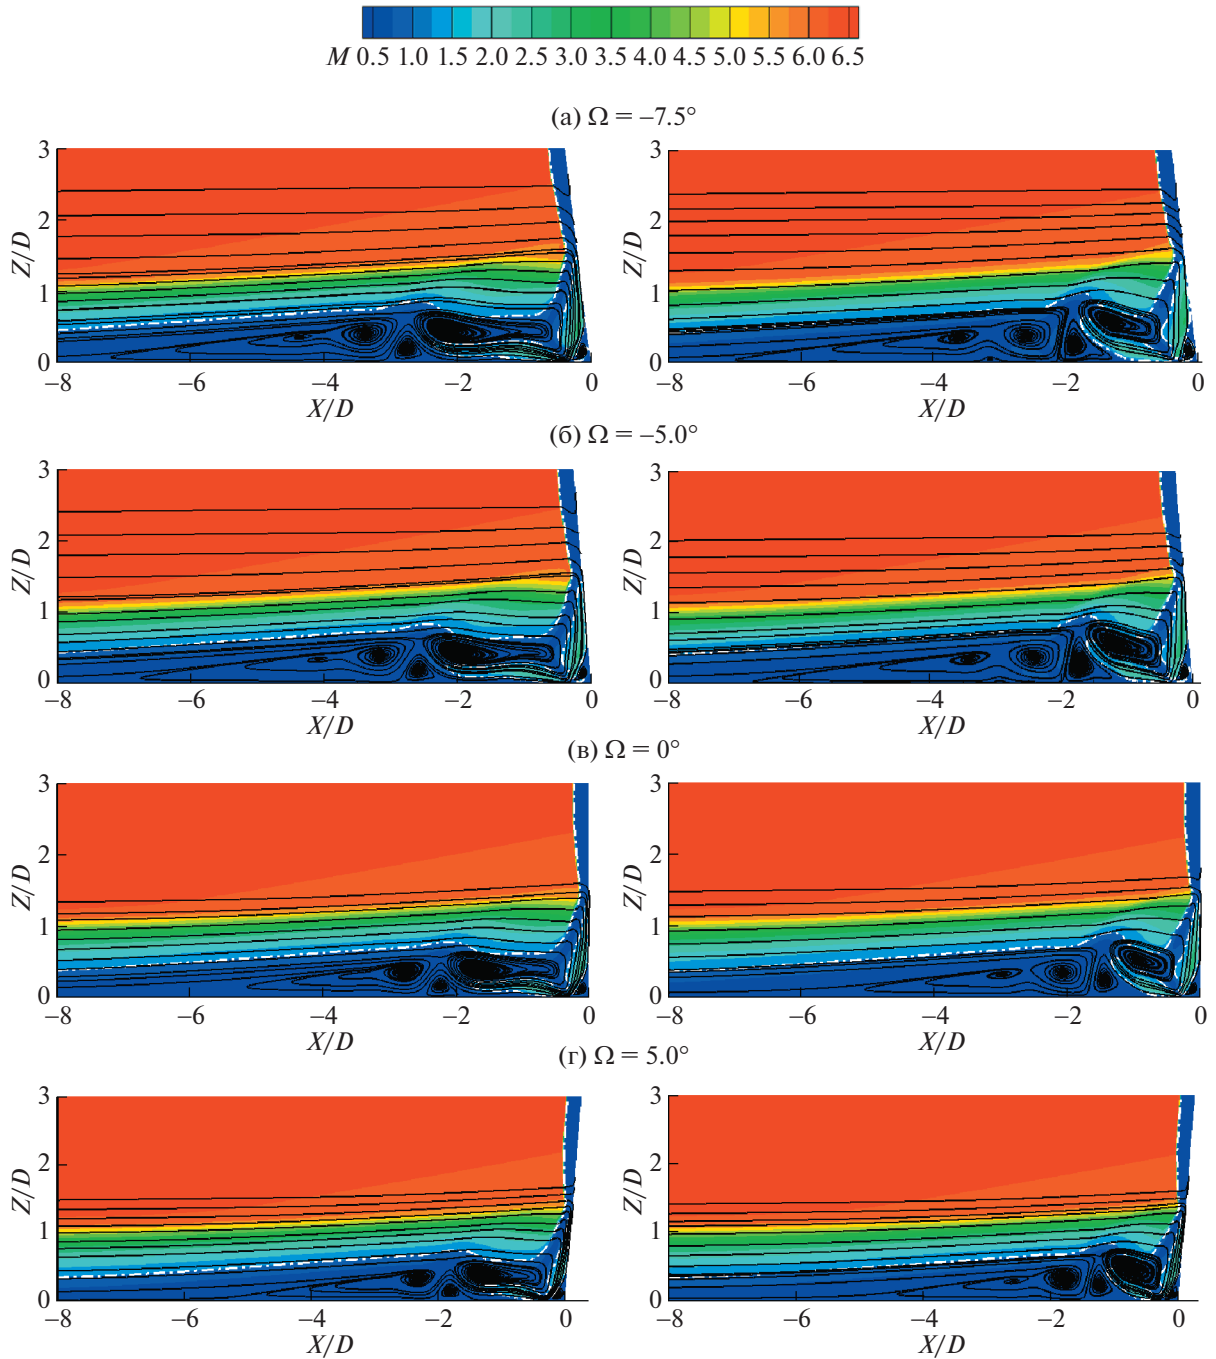 M 0.5 1.0 1.5 2.0 2.5 3.0 3.5 4.0 4.5 5.0 5.5 6.0 6.5
(а) Ω = –7.5°
3 3
2 2
Z/D Z/D
1 1
0 0
–8 –6 –4 –2 0 –8 –6 –4 –2 0
X/D X/D
(б) Ω = –5.0°
3 3
2 2
Z/D Z/D
1 1
0 0
–8 –6 –4 –2 0 –8 –6 –4 –2 0
X/D X/D
(в) Ω = 0°
3 3
2 2
Z/D Z/D
1 1
0 0
–8 –6 –4 –2 0 –8 –6 –4 –2 0
X/D X/D
(г) Ω = 5.0°
3 3
2 2
Z/D Z/D
1 1
0 0
–8 –6 –4 –2 0 –8 –6 –4 –2 0
X/D X/D